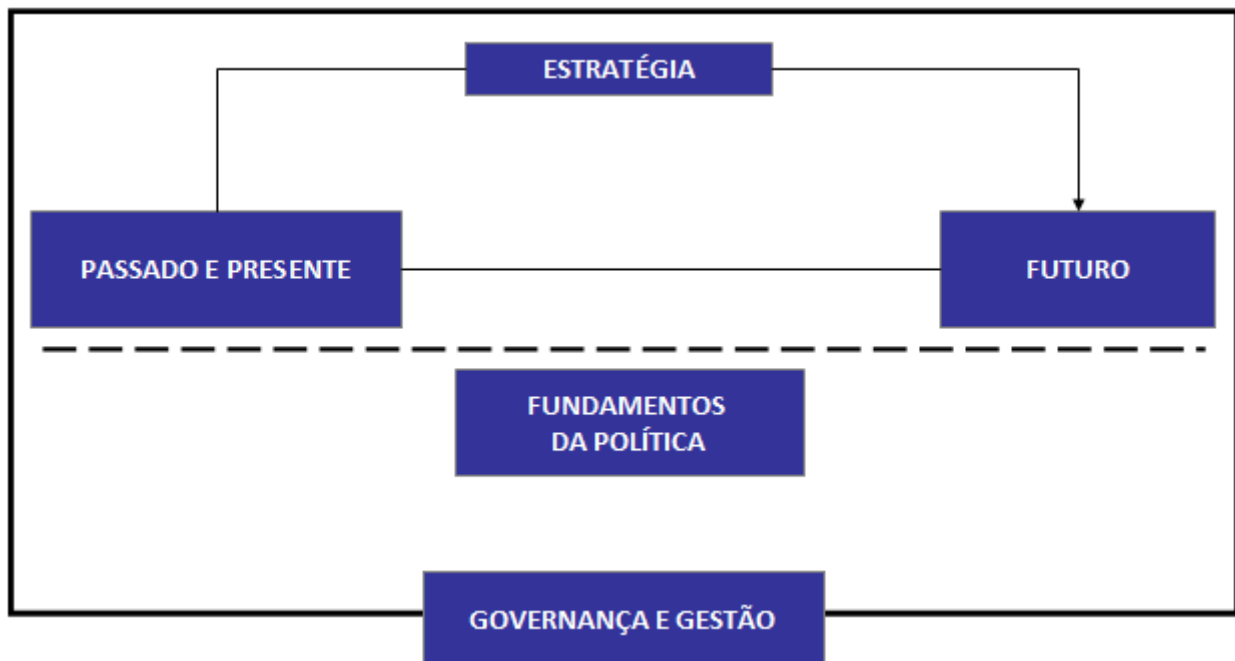 ESTRATÉGIA
PASSADO E PRESENTE
FUTURO
FUNDAMENTOS
DA POLÍTICA
GOVERNANÇA E GESTÃO